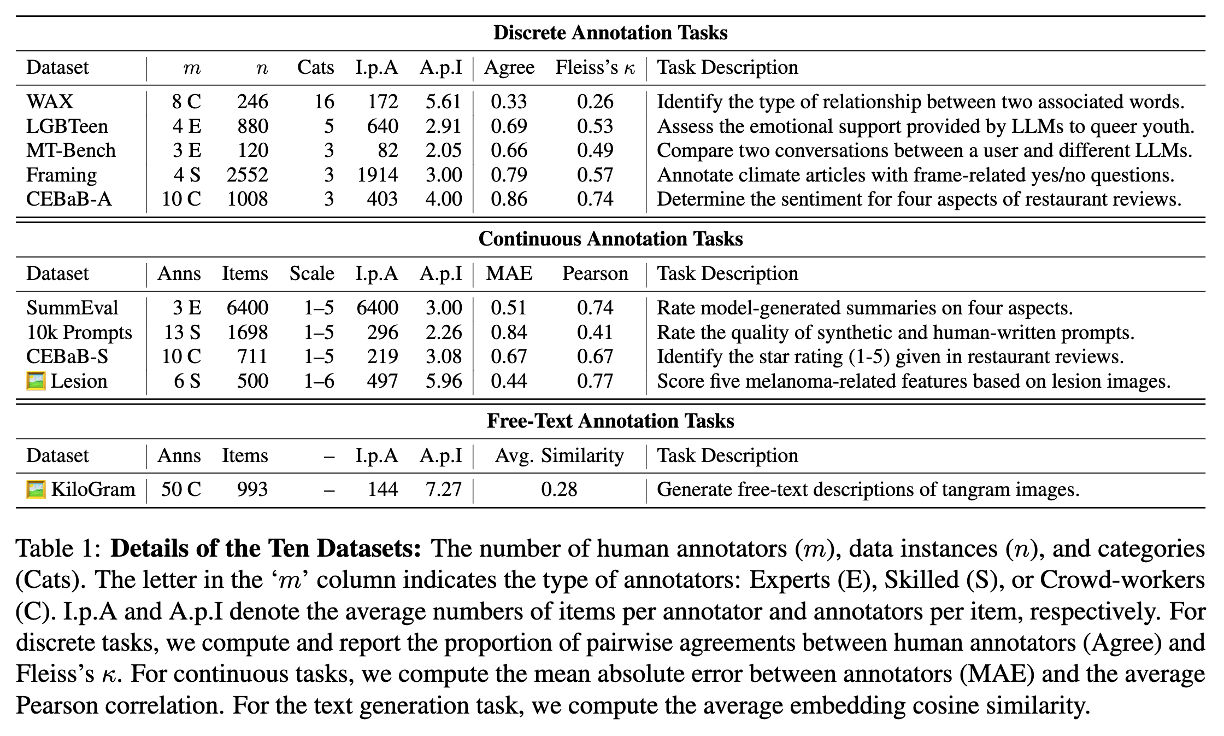 Discrete Annotation Tasks
Dataset m n Cats I.p.A A.p.I Agree Fleiss's κ Task Description
WAX 8 C 246 16 172 5.61 0.33 0.26 Identify the type of relationship between two associated words.
LGBTeen 4 E 880 5 640 2.91 0.69 0.53 Assess the emotional support provided by LLMs to queer youth.
MT-Bench 3 E 120 3 82 2.05 0.66 0.49 Compare two conversations between a user and different LLMs.
Framing 4 S 2552 3 1914 3.00 0.79 0.57 Annotate climate articles with frame-related yes/no questions.
CEBaB-A 10 C 1008 3 403 4.00 0.86 0.74 Determine the sentiment for four aspects of restaurant reviews.
Continuous Annotation Tasks
Dataset Anns Items Scale I.p.A A.p.I MAE Pearson Task Description
SummEval 3 E 6400 1–5 6400 3.00 0.51 0.74 Rate model-generated summaries on four aspects.
10k Prompts 13 S 1698 1–5 296 2.26 0.84 0.41 Rate the quality of synthetic and human-written prompts.
CEBaB-S 10 C 711 1–5 219 3.08 0.67 0.67 Identify the star rating (1-5) given in restaurant reviews.
Lesion 6 S 500 1–6 497 5.96 0.44 0.77 Score five melanoma-related features based on lesion images.
Free-Text Annotation Tasks
Dataset Anns Items – I.p.A A.p.I Avg. Similarity Task Description
KiloGram 50 C 993 – 144 7.27 0.28 Generate free-text descriptions of tangram images.
Table 1: Details of the Ten Datasets: The number of human annotators (m), data instances (n), and categories
(Cats). The letter in the ‘m’ column indicates the type of annotators: Experts (E), Skilled (S), or Crowd-workers
(C). I.p.A and A.p.I denote the average numbers of items per annotator and annotators per item, respectively. For
discrete tasks, we compute and report the proportion of pairwise agreements between human annotators (Agree) and
Fleiss's κ. For continuous tasks, we compute the mean absolute error between annotators (MAE) and the average
Pearson correlation. For the text generation task, we compute the average embedding cosine similarity.